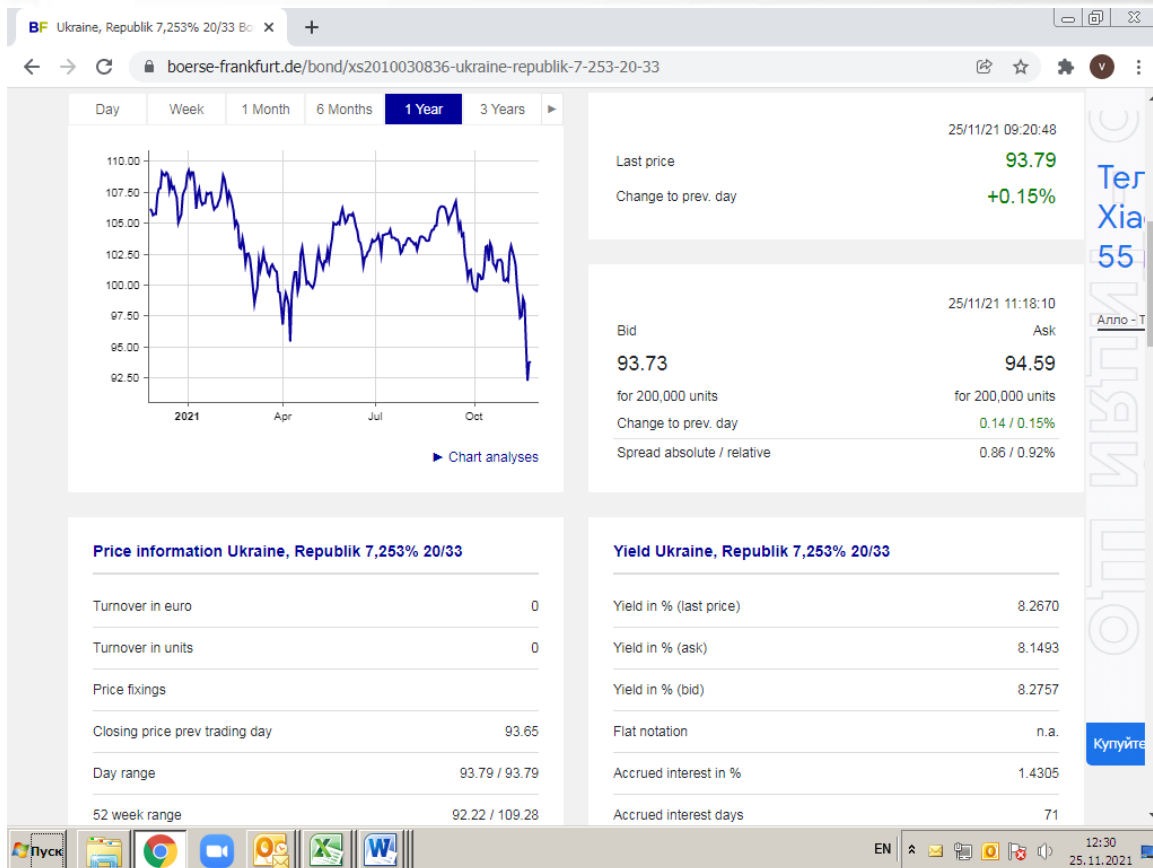 BF Ukraine, Republik 7,253% 20/33 Bo
boerse-frankfurt.de/bond/xs2010030836-ukraine-republik-7-253-20-33
V
Day Week 1 Month 6 Months 1 Year 3 Years ►
110.00
107.50
105.00
102.50
100.00
97.50
95.00
92.50
2021 Apr Jul Oct
► Chart analyses
25/11/21 09:20:48
Last price 93.79
Change to prev. day +0.15%
25/11/21 11:18:10
Bid Ask
93.73 94.59
for 200,000 units for 200,000 units
Change to prev. day 0.14 / 0.15%
Spread absolute / relative 0.86 / 0.92%
Price information Ukraine, Republik 7,253% 20/33
Turnover in euro 0
Turnover in units 0
Price fixings
Closing price prev trading day 93.65
Day range 93.79 / 93.79
52 week range 92.22 / 109.28
Yield Ukraine, Republik 7,253% 20/33
Yield in % (last price) 8.2670
Yield in % (ask) 8.1493
Yield in % (bid) 8.2757
Flat notation n.a.
Accrued interest in % 1.4305
Accrued interest days 71
Тел
Xia
55
Алло - Т
Купуйте
Пуск
EN
12:30
25.11.2021